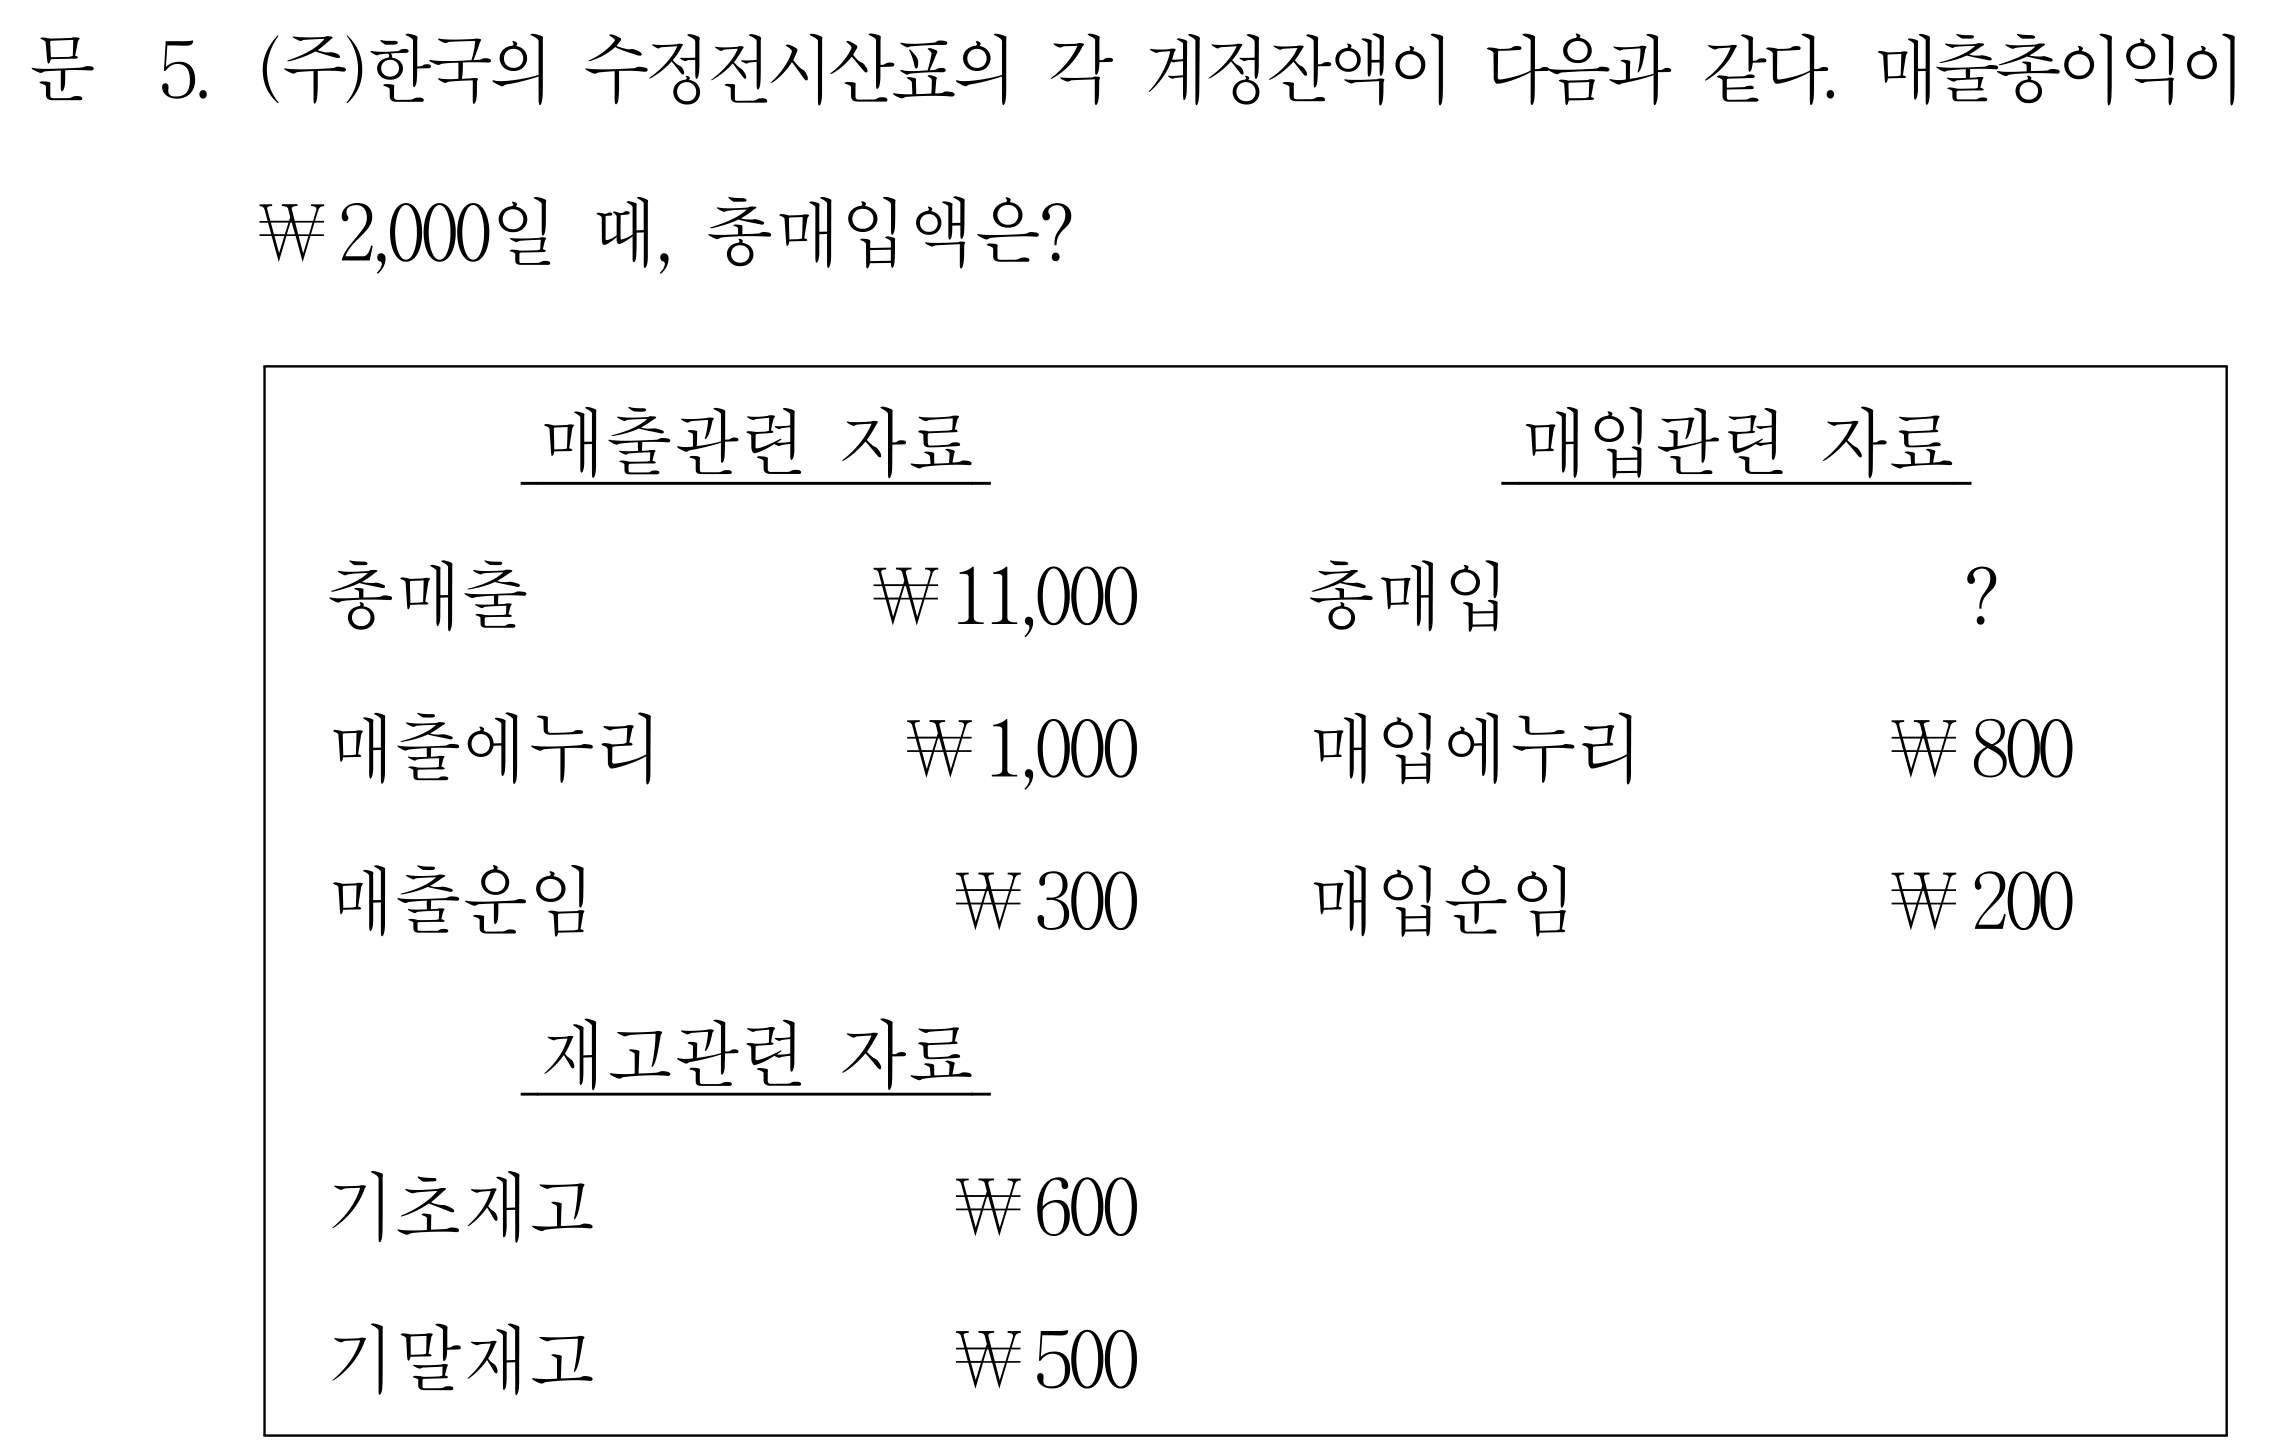 문 5. (주)한국의 수정전시산표의 각 계정잔액이 다음과 같다. 매출총이익이
₩2,000일 때, 총매입액은?
매출관련 자료 매입관련 자료
총매출 ₩11,000 총매입 ?
매출에누리 ₩1,000 매입에누리 ₩800
매출운임 ₩300 매입운임 ₩200
재고관련 자료
기초재고 ₩600
기말재고 ₩500